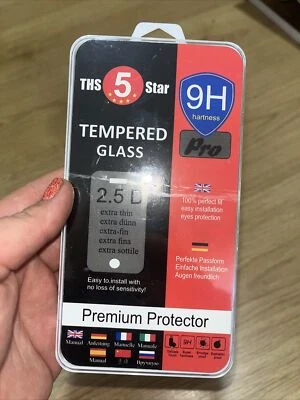 THS 5 Star
9H
hartness
Pro
TEMPERED
GLASS
2.5 D
extra thin
extra dünn
extra-fin
extra fina
extra sottile
100% perfect fit
easy installation
eyes protection
Perfekte Passform
Einfache Installation
Augen freundlich
Easy to install with
no loss of sensitivity!
Premium Protector
Manual Anleitung Manuelle Manuale
Manual
9H